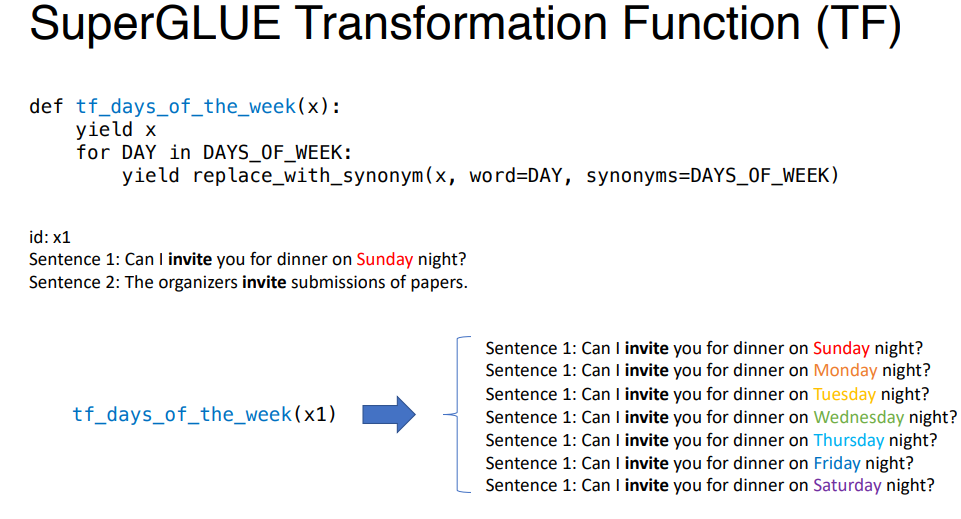 SuperGLUE Transformation Function (TF)
def tf_days_of_the_week(x):
    yield x
    for DAY in DAYS_OF_WEEK:
        yield replace_with_synonym(x, word=DAY, synonyms=DAYS_OF_WEEK)
id: x1
Sentence 1: Can I invite you for dinner on Sunday night?
Sentence 2: The organizers invite submissions of papers.
tf_days_of_the_week(x1)
Sentence 1: Can I invite you for dinner on Sunday night?
Sentence 1: Can I invite you for dinner on Monday night?
Sentence 1: Can I invite you for dinner on Tuesday night?
Sentence 1: Can I invite you for dinner on Wednesday night?
Sentence 1: Can I invite you for dinner on Thursday night?
Sentence 1: Can I invite you for dinner on Friday night?
Sentence 1: Can I invite you for dinner on Saturday night?